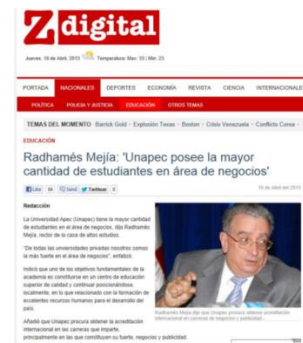 Z digital
Jueves, 18 de Abril, 2013 Temperatura: Max: 32 | Min: 23
PORTADA NACIONALES DEPORTES ECONOMÍA REVISTA CIENCIA INTERNACIONALES
POLÍTICA POLICIA Y JUSTICIA EDUCACIÓN OTROS TEMAS
TEMAS DEL MOMENTO Barrick Gold - Explosión Texas - Boston - Crisis Venezuela - Conflicto Corea -
EDUCACIÓN
Radhamés Mejía: 'Unapec posee la mayor
cantidad de estudiantes en área de negocios'
Like Send Twitter 0 18 de Abril del 2013
Redacción
La Universidad Apec (Unapec) tiene la mayor cantidad
de estudiantes en el área de negocios, dijo Radhamés
Mejía, rector de la casa de altos estudios.
"De todas las universidades privadas nosotros somos
la más fuerte en el área de negocios", enfatizó.
Indicó que uno de los objetivos fundamentales de la
academia es constituirse en un centro de educación
superior de calidad y continuar posicionándose,
localmente, en lo que relacionado con la formación de
excelentes recursos humanos para el desarrollo del
país.
Añadió que Unapec procura obtener la acreditación
internacional en las carreras que imparte,
principalmente en las que constituyen su fuerte, negocios y publicidad.
Radhamés Mejía dijo que Unapec procura obtener acreditación
internacional en carreras de negocios y publicidad.